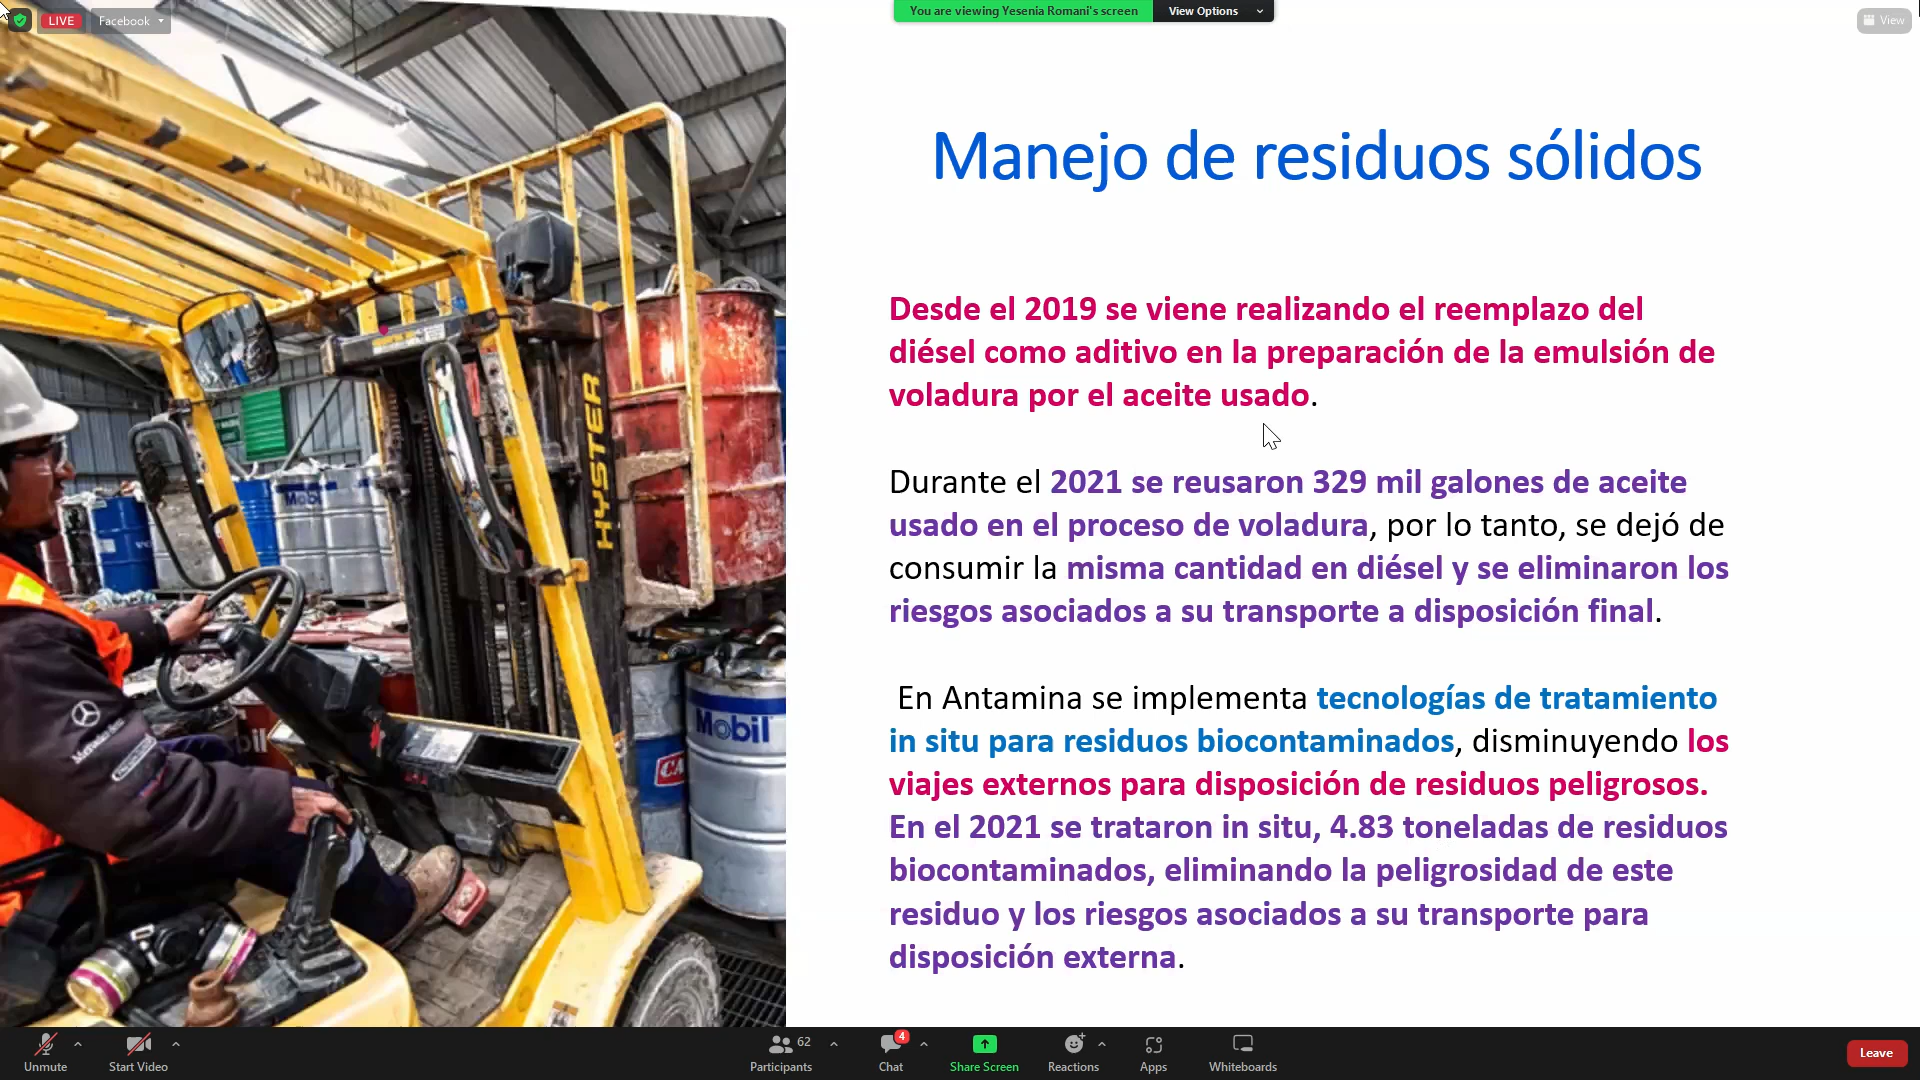 LIVE
Facebook
You are viewing Yesenia Romani's screen
View Options
View
Manejo de residuos sólidos
Desde el 2019 se viene realizando el reemplazo del
diésel como aditivo en la preparación de la emulsión de
voladura por el aceite usado.
Durante el 2021 se reusaron 329 mil galones de aceite
usado en el proceso de voladura, por lo tanto, se dejó de
consumir la misma cantidad en diésel y se eliminaron los
riesgos asociados a su transporte a disposición final.
En Antamina se implementa tecnologías de tratamiento
in situ para residuos biocontaminados, disminuyendo los
viajes externos para disposición de residuos peligrosos.
En el 2021 se trataron in situ, 4.83 toneladas de residuos
biocontaminados, eliminando la peligrosidad de este
residuo y los riesgos asociados a su transporte para
disposición externa.
HYSTER
Mobil
Mobil
Mercedes-Benz
bil
CA
Unmute
Start Video
62
Participants
4
Chat
Share Screen
Reactions
Apps
Whiteboards
Leave